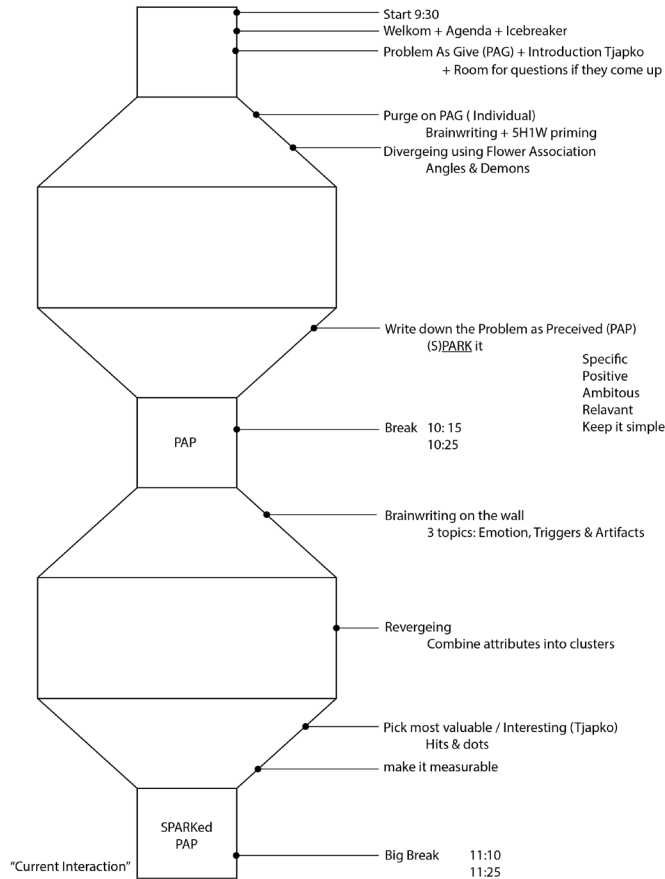 Start 9:30
Welkom + Agenda + Icebreaker
Problem As Give (PAG) + Introduction Tjapko
+ Room for questions if they come up
Purge on PAG ( Individual)
Brainwriting + 5H1W priming
Divergeing using Flower Association
Angles & Demons
Write down the Problem as Preceived (PAP)
(S)PARK it
Specific
Positive
Ambitous
Relavant
Keep it simple
Break 10: 15
10:25
PAP
Brainwriting on the wall
3 topics: Emotion, Triggers & Artifacts
Revergeing
Combine attributes into clusters
Pick most valuable / Interesting (Tjapko)
Hits & dots
make it measurable
SPARKed
PAP
"Current Interaction"
Big Break 11:10
11:25